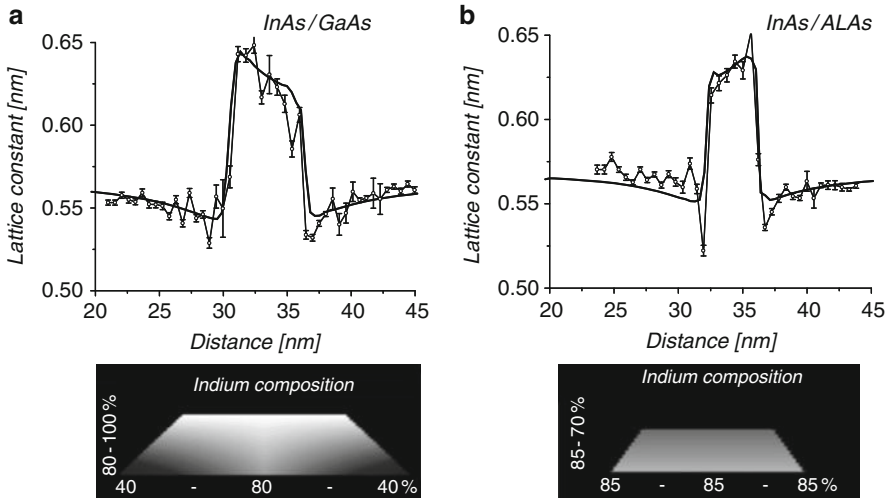 a
InAs/GaAs
Lattice constant [nm]
0.65
0.60
0.55
0.50
20 25 30 35 40 45
Distance [nm]
Indium composition
80-100%
40 - 80 - 40%
b
InAs/ALAs
Lattice constant [nm]
0.65
0.60
0.55
0.50
20 25 30 35 40 45
Distance [nm]
Indium composition
85-70%
85 - 85 - 85%